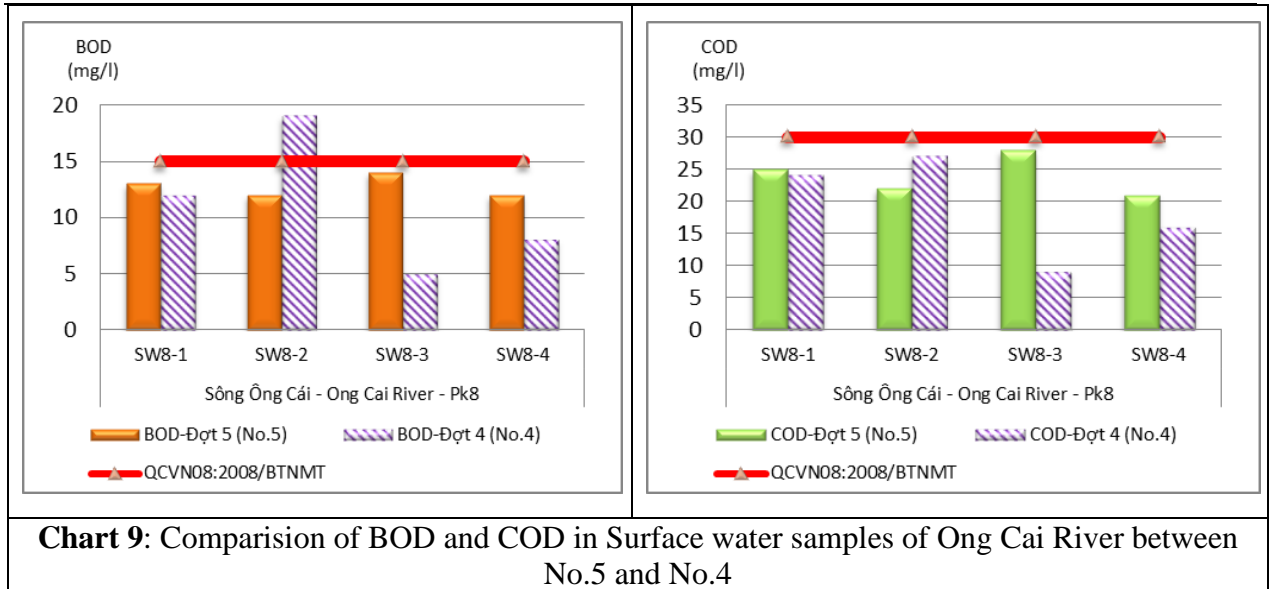 BOD
(mg/l)
20
15
10
5
0
SW8-1 SW8-2 SW8-3 SW8-4
Sông Ông Cái - Ong Cai River - Pk8
BOD-Đợt 5 (No.5) BOD-Đợt 4 (No.4)
QCVN08:2008/BTNMT
COD
(mg/l)
35
30
25
20
15
10
5
0
SW8-1 SW8-2 SW8-3 SW8-4
Sông Ông Cái - Ong Cai River - Pk8
COD-Đợt 5 (No.5) COD-Đợt 4 (No.4)
QCVN08:2008/BTNMT
Chart 9: Comparision of BOD and COD in Surface water samples of Ong Cai River between
No.5 and No.4